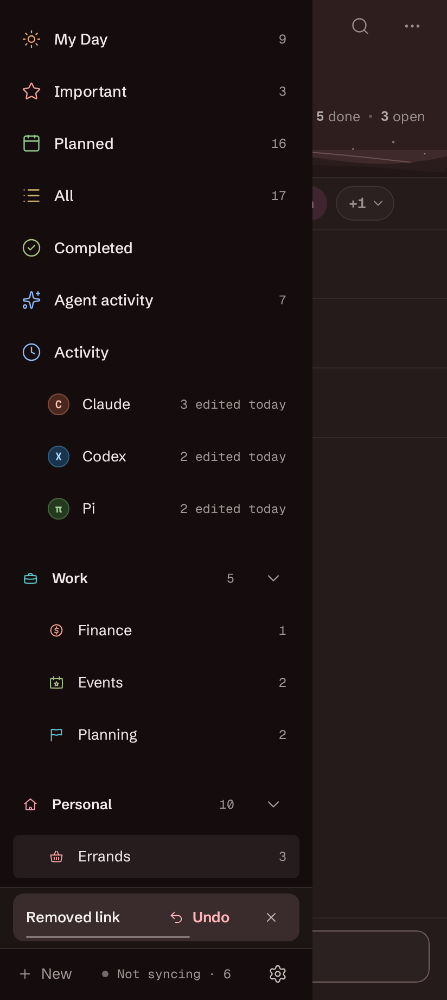 My Day 9
Important 3
5 done • 3 open
Planned 16
All 17
+1
Completed
Agent activity 7
Activity
C Claude 3 edited today
X Codex 2 edited today
π Pi 2 edited today
Work 5
Finance 1
Events 2
Planning 2
Personal 10
Errands 3
Removed link Undo
+ New Not syncing · 6